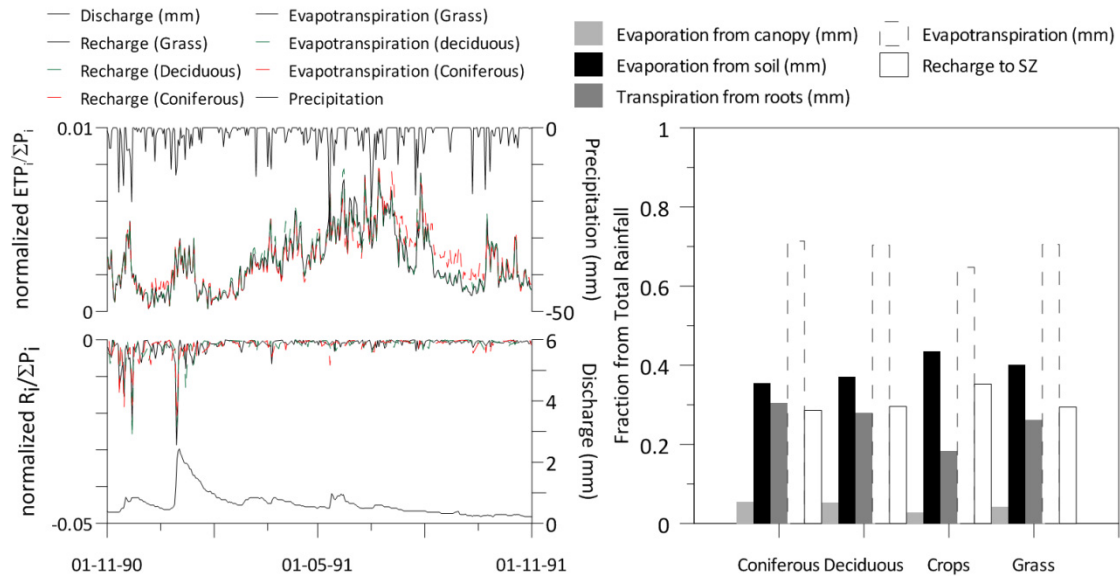 Discharge (mm)
Recharge (Grass)
Recharge (Deciduous)
Recharge (Coniferous)
Evapotranspiration (Grass)
Evapotranspiration (deciduous)
Evapotranspiration (Coniferous)
Precipitation
Evaporation from canopy (mm)
Evaporation from soil (mm)
Transpiration from roots (mm)
Evapotranspiration (mm)
Recharge to SZ
normalized ETPi/ΣPi
0.01
0
0
-50
Precipitation (mm)
normalized Ri/ΣPi
0
-0.05
6
4
2
0
Discharge (mm)
01-11-90
01-05-91
01-11-91
Fraction from Total Rainfall
1
0.8
0.6
0.4
0.2
0
Coniferous
Deciduous
Crops
Grass